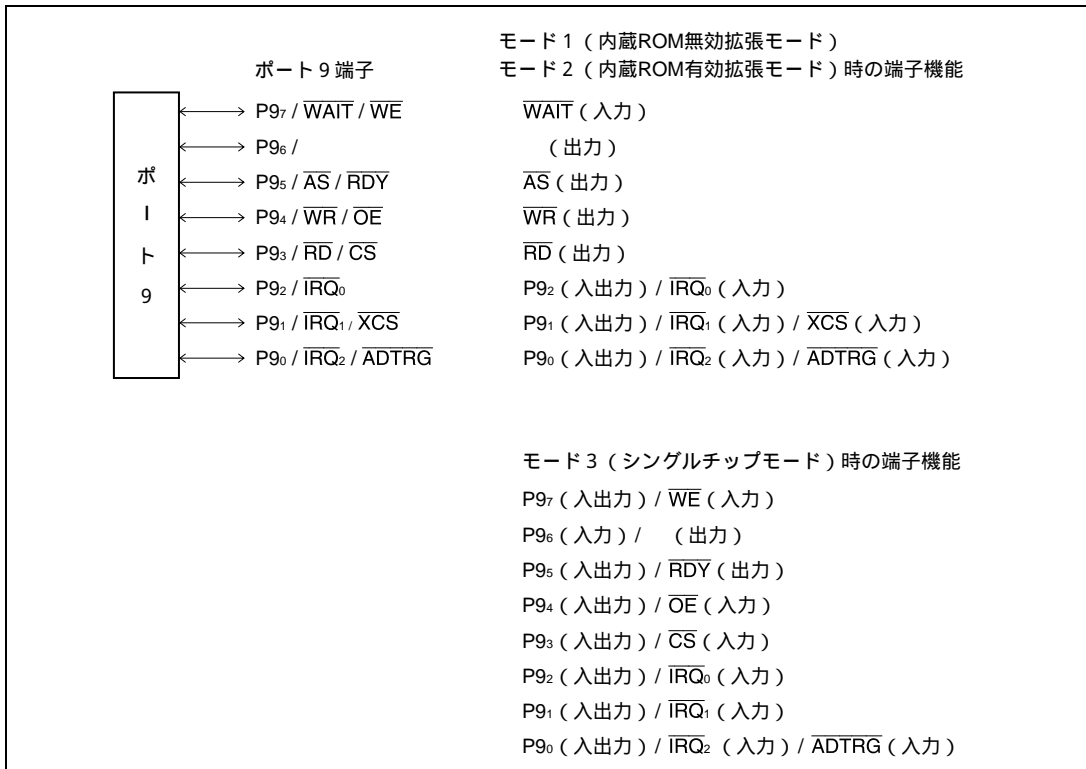 モード1（内蔵ROM無効拡張モード）
ポート9端子 モード2（内蔵ROM有効拡張モード）時の端子機能
ポート9
P97 / WAIT / WE WAIT（入力）
P96 / （出力）
P95 / AS / RDY AS（出力）
P94 / WR / OE WR（出力）
P93 / RD / CS RD（出力）
P92 / IRQ0 P92（入出力）/ IRQ0（入力）
P91 / IRQ1 / XCS P91（入出力）/ IRQ1（入力）/ XCS（入力）
P90 / IRQ2 / ADTRG P90（入出力）/ IRQ2（入力）/ ADTRG（入力）
モード3（シングルチップモード）時の端子機能
P97（入出力）/ WE（入力）
P96（入力）/ （出力）
P95（入出力）/ RDY（出力）
P94（入出力）/ OE（入力）
P93（入出力）/ CS（入力）
P92（入出力）/ IRQ0（入力）
P91（入出力）/ IRQ1（入力）
P90（入出力）/ IRQ2（入力）/ ADTRG（入力）